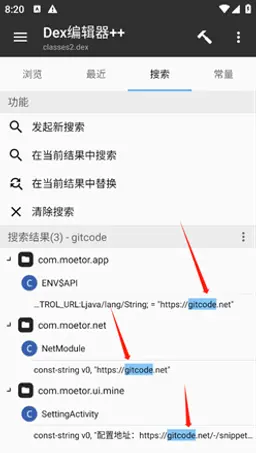 8:20
Dex编辑器++
classes2.dex
浏览 最近 搜索 常量
功能
发起新搜索
在当前结果中搜索
在当前结果中替换
清除搜索
搜索结果(3) - gitcode
com.moetor.app
C ENV$API
...TROL_URL:Ljava/lang/String; = "https://gitcode.net"
com.moetor.net
C NetModule
const-string v0, "https://gitcode.net"
com.moetor.ui.mine
C SettingActivity
const-string v0, "配置地址：https://gitcode.net/-/snippet...